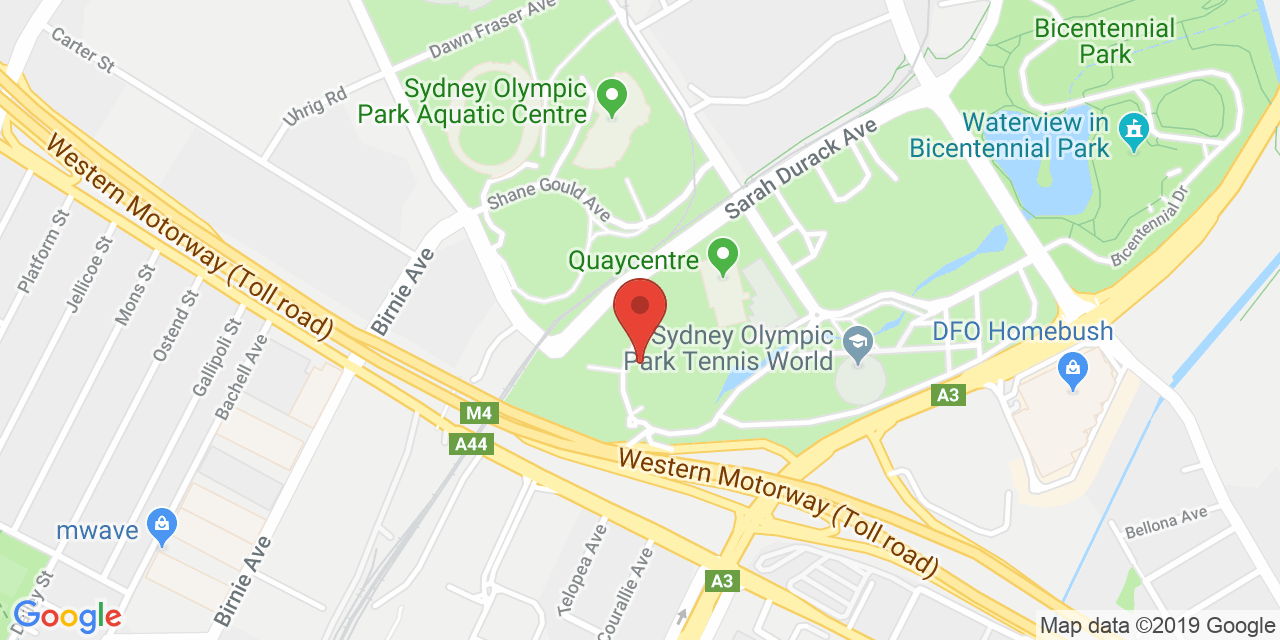 Carter St
Dawn Fraser Ave
Uhrig Rd
Sydney Olympic
Park Aquatic Centre
Bicentennial
Park
Waterview in
Bicentennial Park
Sarah Durack Ave
Shane Gould Ave
Bicentennial Dr
Western Motorway (Toll road)
Platform St
Jellicoe St
Mons St
Ostend St
Gallipoli St
Bachell Ave
Birnie Ave
Quaycentre
Sydney Olympic
Park Tennis World
DFO Homebush
A3
M4
A44
Western Motorway (Toll road)
mwave
Birnie Ave
Telopea Ave
Courallie Ave
A3
Bellona Ave
Google
Map data ©2019 Google